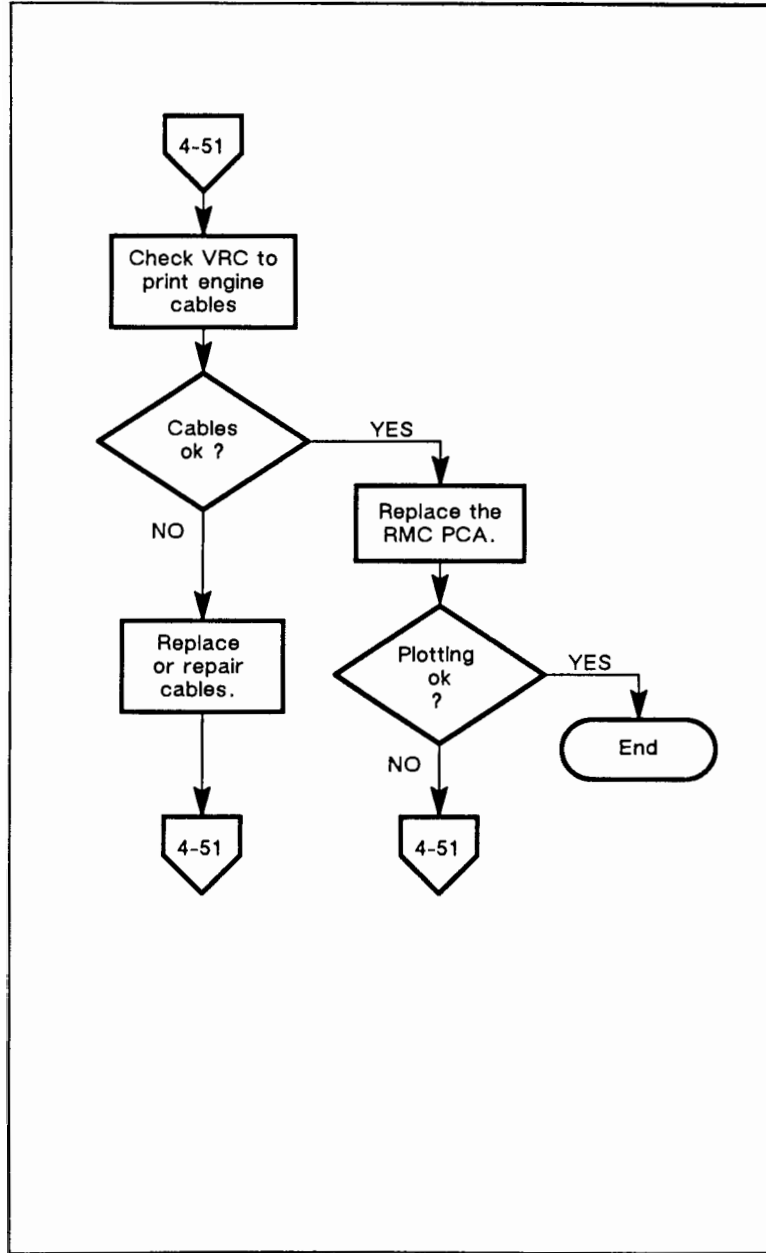 4-51
Check VRC to
print engine
cables
Cables
ok ?
YES
NO
Replace the
RMC PCA.
Replace
or repair
cables.
Plotting
ok
?
YES
NO
End
4-51
4-51